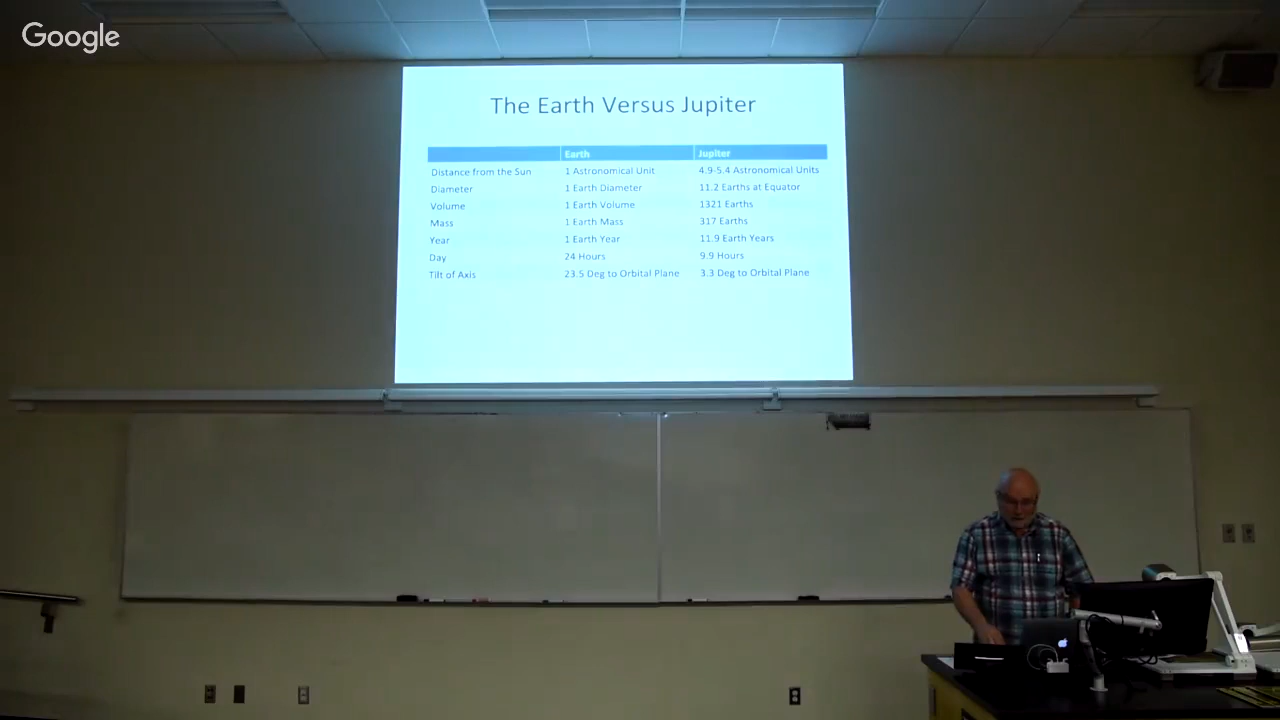 Google
The Earth Versus Jupiter
Earth Jupiter
Distance from the Sun 1 Astronomical Unit 4.9-5.4 Astronomical Units
Diameter 1 Earth Diameter 11.2 Earths at Equator
Volume 1 Earth Volume 1321 Earths
Mass 1 Earth Mass 317 Earths
Year 1 Earth Year 11.9 Earth Years
Day 24 Hours 9.9 Hours
Tilt of Axis 23.5 Deg to Orbital Plane 3.3 Deg to Orbital Plane